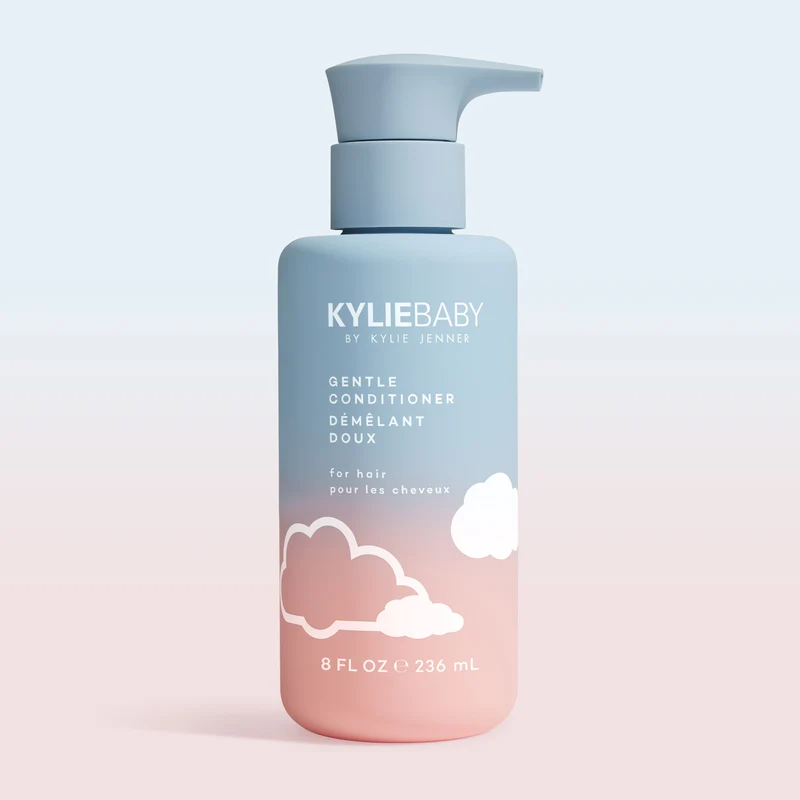 KYLIEBABY
BY KYLIE JENNER
GENTLE
CONDITIONER
DÉMÊLANT
DOUX
for hair
pour les cheveux
8 FL OZ ℮ 236 mL